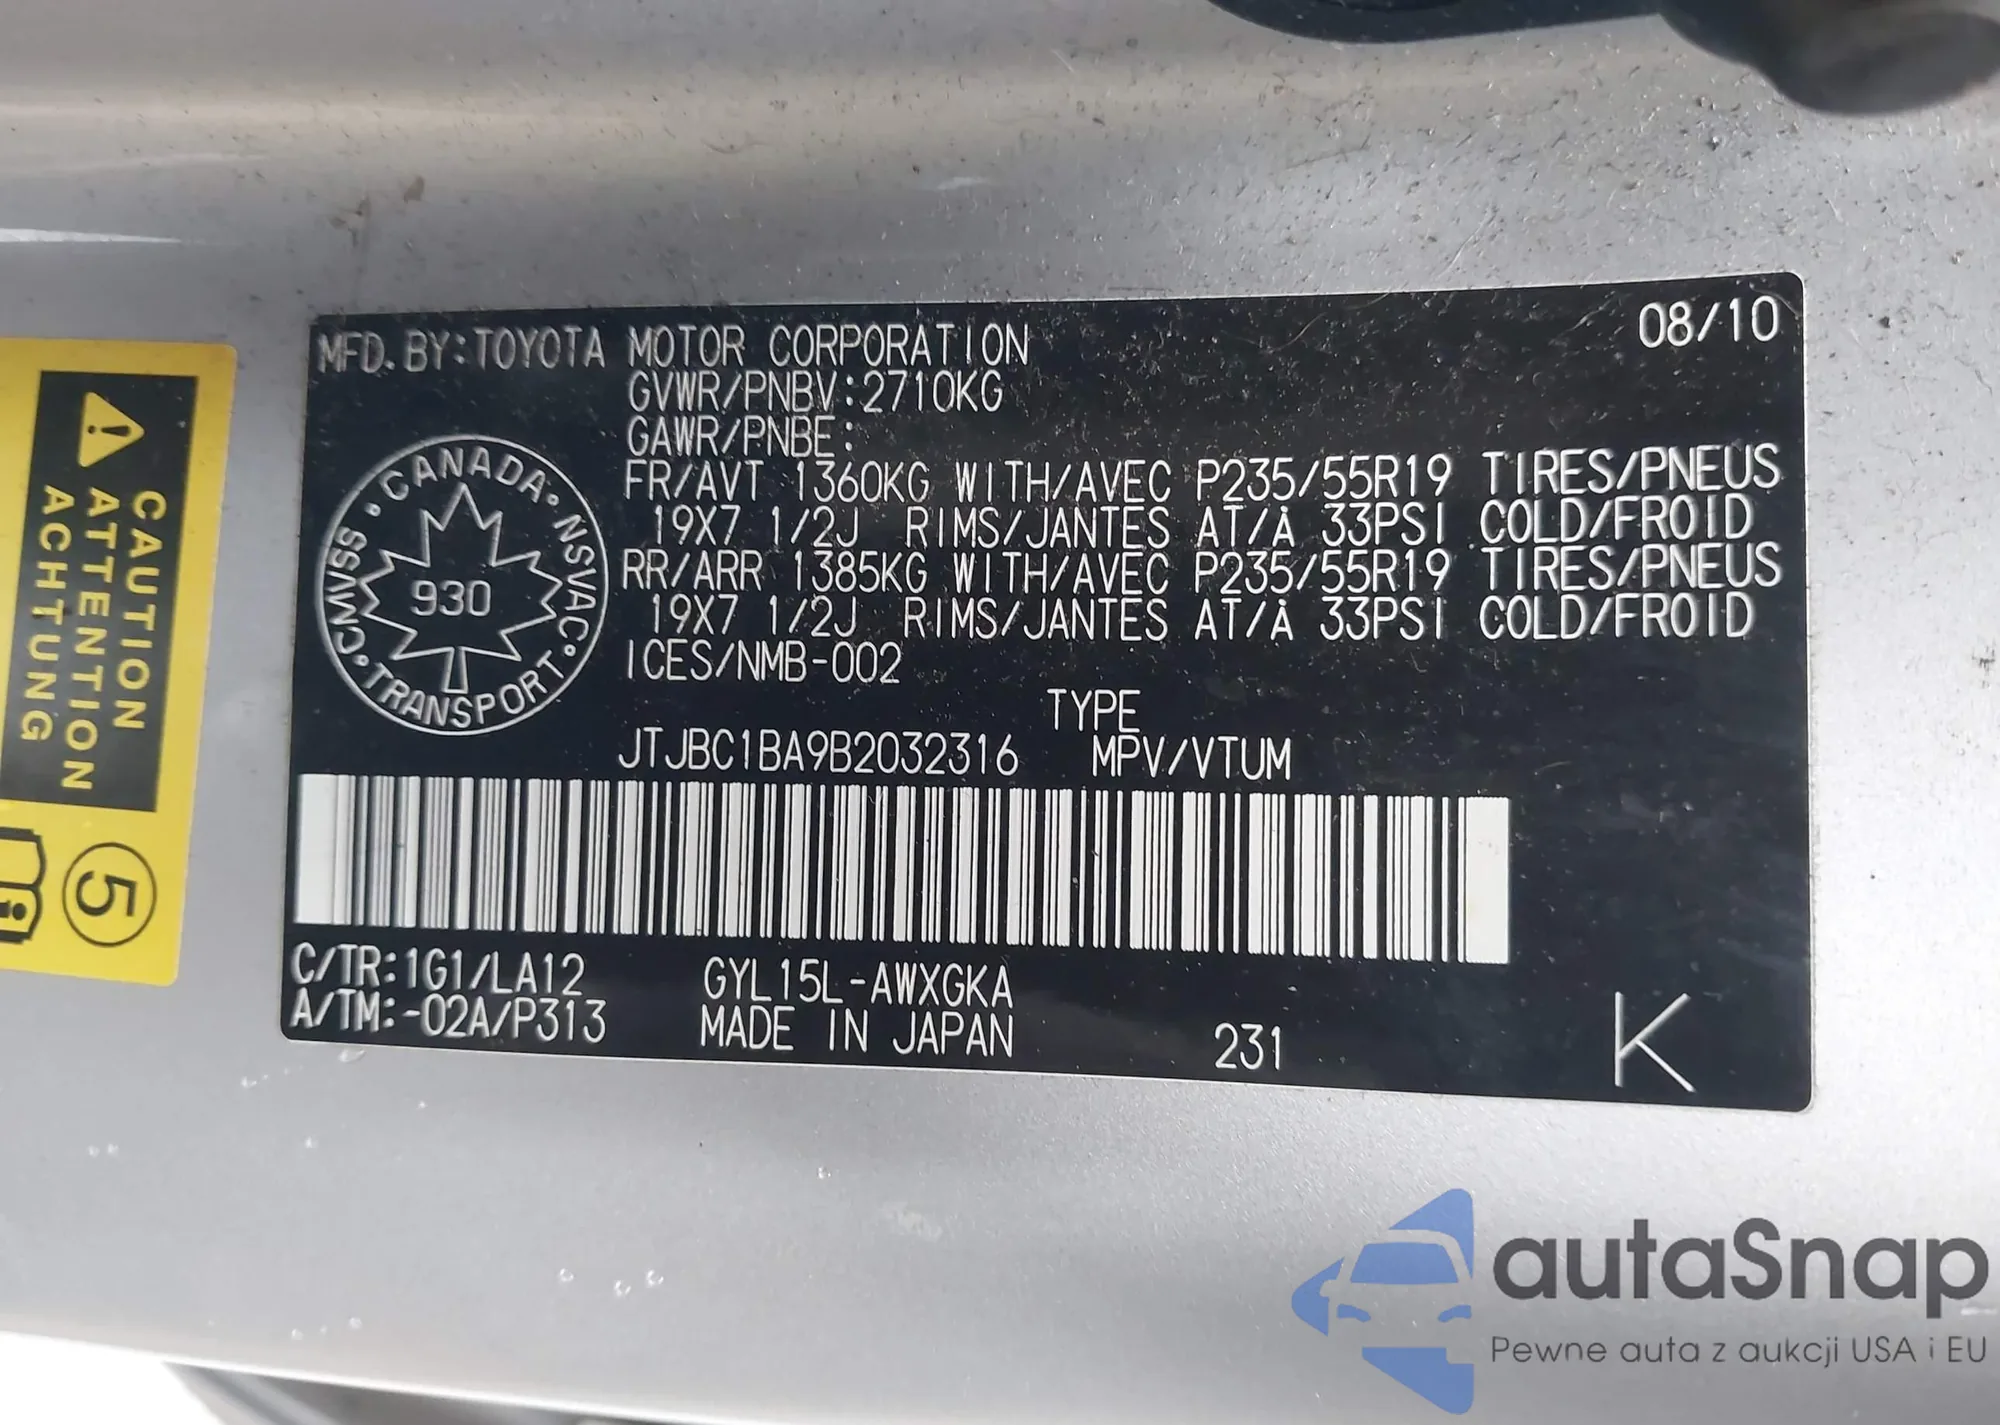 08/10
MFD. BY:TOYOTA MOTOR CORPORATION
GVWR/PNBV:2710KG
GAWR/PNBE:
FR/AVT 1360KG WITH/AVEC P235/55R19 TIRES/PNEUS
19X7 1/2J RIMS/JANTES AT/À 33PSI COLD/FROID
RR/ARR 1385KG WITH/AVEC P235/55R19 TIRES/PNEUS
19X7 1/2J RIMS/JANTES AT/À 33PSI COLD/FROID
ICES/NMB-002
TYPE
JTJBC1BA9B2032316 MPV/VTUM
CANADA · NSVAC · TRANSPORT · CMVSS ·
930
C/TR:1G1/LA12 GYL15L-AWXGKA
A/TM:-02A/P313 MADE IN JAPAN 231 K
CAUTION
ATTENTION
ACHTUNG
5
autaSnap
Pewne auta z aukcji USA i EU